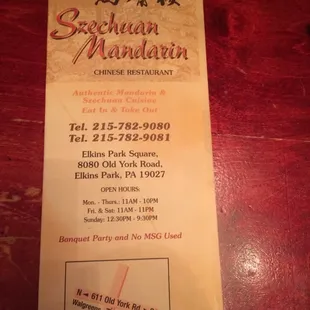 Szechuan
Mandarin
CHINESE RESTAURANT
Authentic Mandarin &
Szechuan Cuisine
Eat In & Take Out
Tel. 215-782-9080
Tel. 215-782-9081
Elkins Park Square,
8080 Old York Road,
Elkins Park, PA 19027
OPEN HOURS:
Mon. - Thurs.: 11AM - 10PM
Fri. & Sat: 11AM - 11PM
Sunday: 12:30PM - 9:30PM
Banquet Party and No MSG Used
N→ 611 Old York Rd
Walgreens